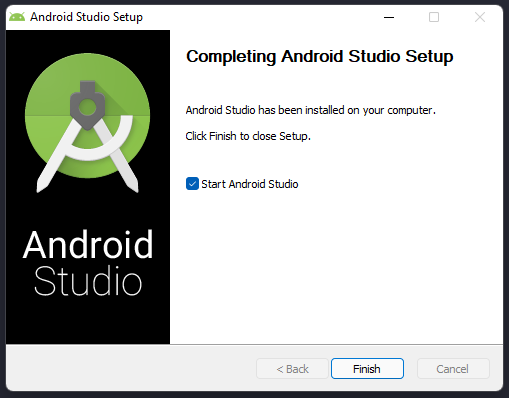 Android Studio Setup
Completing Android Studio Setup
Android Studio has been installed on your computer.
Click Finish to close Setup.
Start Android Studio
Android
Studio
< Back
Finish
Cancel